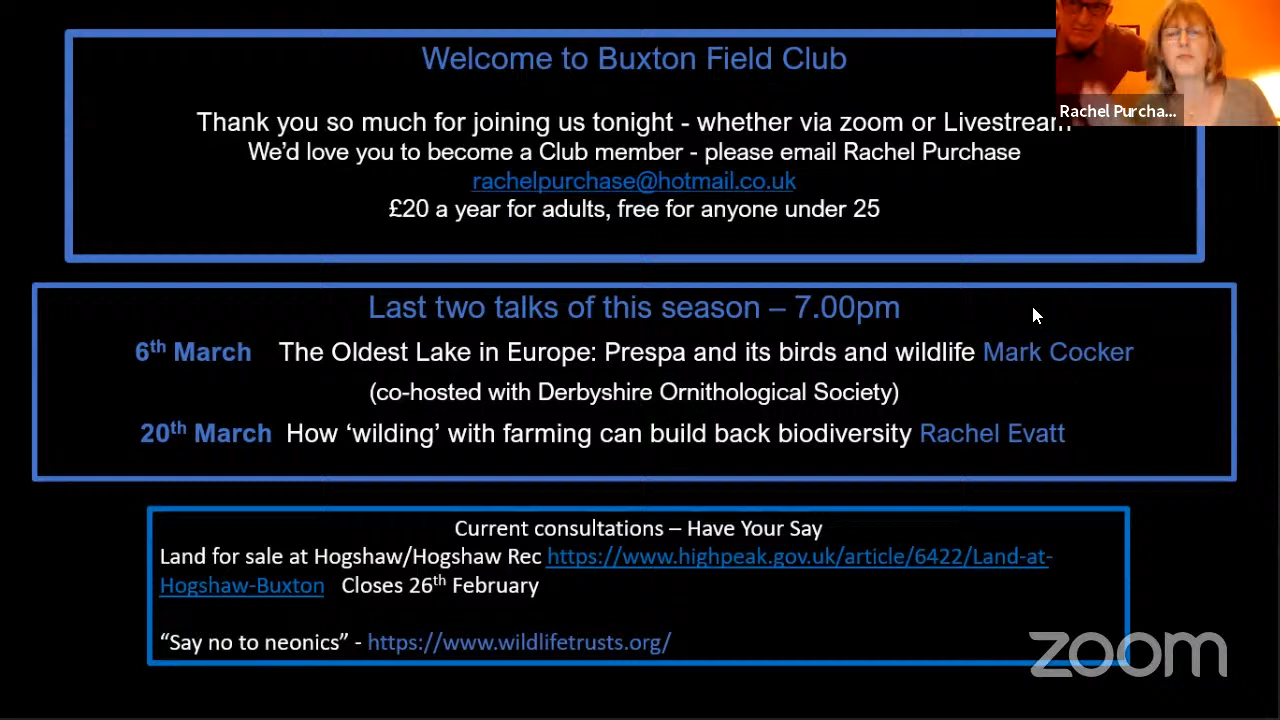 Welcome to Buxton Field Club
Rachel Purcha...
Thank you so much for joining us tonight - whether via zoom or Livestream
We’d love you to become a Club member - please email Rachel Purchase
rachelpurchase@hotmail.co.uk
£20 a year for adults, free for anyone under 25
Last two talks of this season – 7.00pm
6th March The Oldest Lake in Europe: Prespa and its birds and wildlife Mark Cocker
(co-hosted with Derbyshire Ornithological Society)
20th March How ‘wilding’ with farming can build back biodiversity Rachel Evatt
Current consultations – Have Your Say
Land for sale at Hogshaw/Hogshaw Rec https://www.highpeak.gov.uk/article/6422/Land-at-
Hogshaw-Buxton Closes 26th February
“Say no to neonics” - https://www.wildlifetrusts.org/
zoom